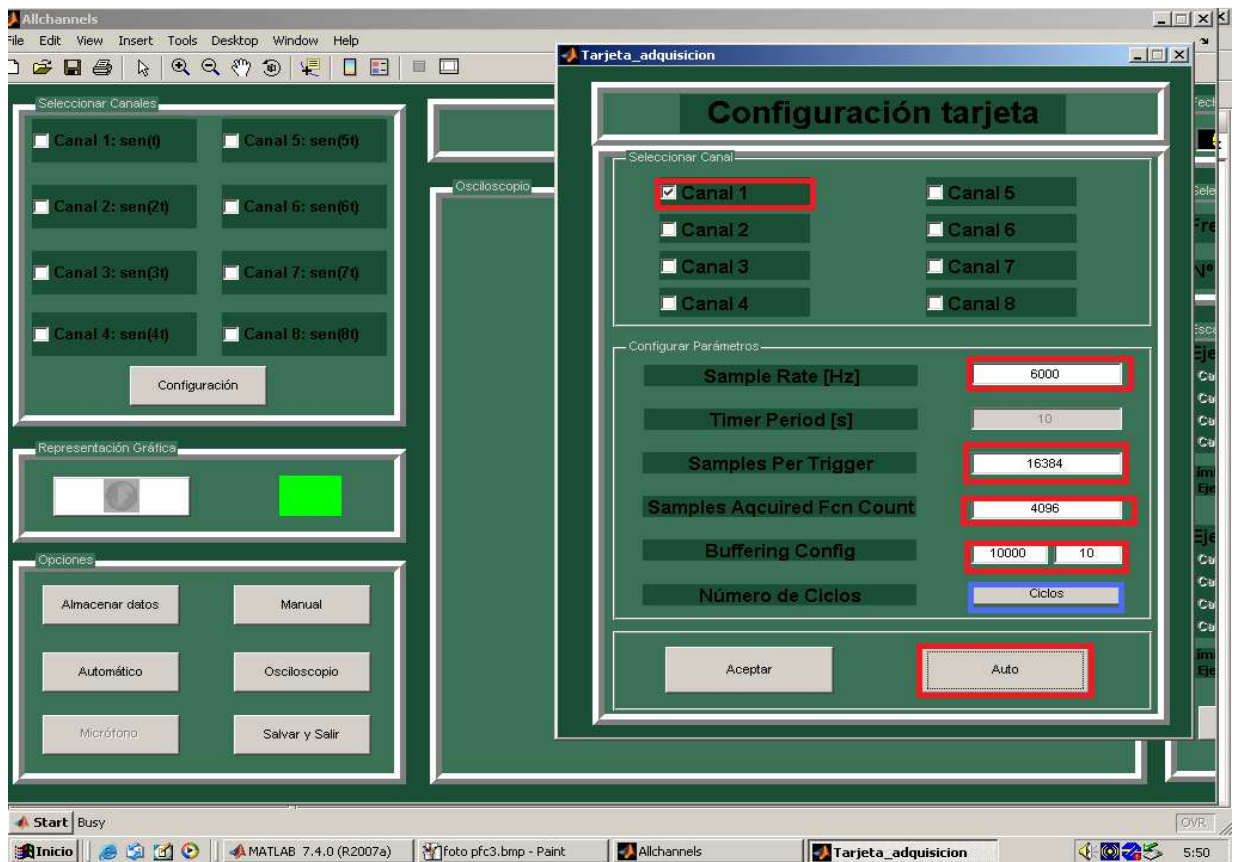 Allchannels
File Edit View Insert Tools Desktop Window Help
Seleccionar Canales
Canal 1: sen(t) Canal 5: sen(5t)
Canal 2: sen(2t) Canal 6: sen(6t)
Canal 3: sen(3t) Canal 7: sen(7t)
Canal 4: sen(4t) Canal 8: sen(8t)
Configuración
Representación Gráfica
Opciones
Almacenar datos Manual
Automático Osciloscopio
Micrófono Salvar y Salir
Osciloscopio
Tarjeta_adquisicion
Configuración tarjeta
Seleccionar Canal
Canal 1 Canal 5
Canal 2 Canal 6
Canal 3 Canal 7
Canal 4 Canal 8
Configurar Parámetros
Sample Rate [Hz] 6000
Timer Period [s] 10
Samples Per Trigger 16384
Samples Aqcuired Fcn Count 4096
Buffering Config 10000 10
Número de Ciclos Ciclos
Aceptar Auto
Start Busy OVR
Inicio MATLAB 7.4.0 (R2007a) foto pfc3.bmp - Paint Allchannels Tarjeta_adquisicion 5:50